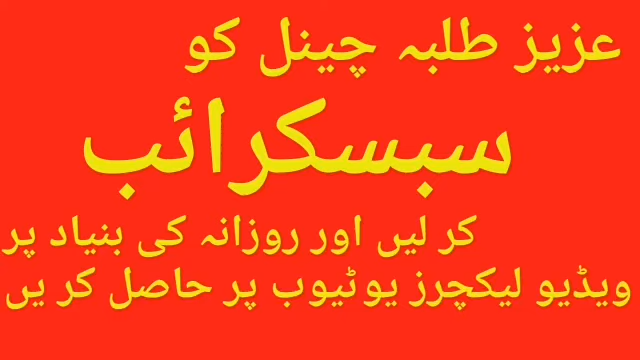 عزیز طلبہ چینل کو
سبسکرائب
کر لیں اور روزانہ کی بنیاد پر
ویڈیو لیکچرز یوٹیوب پر حاصل کر یں